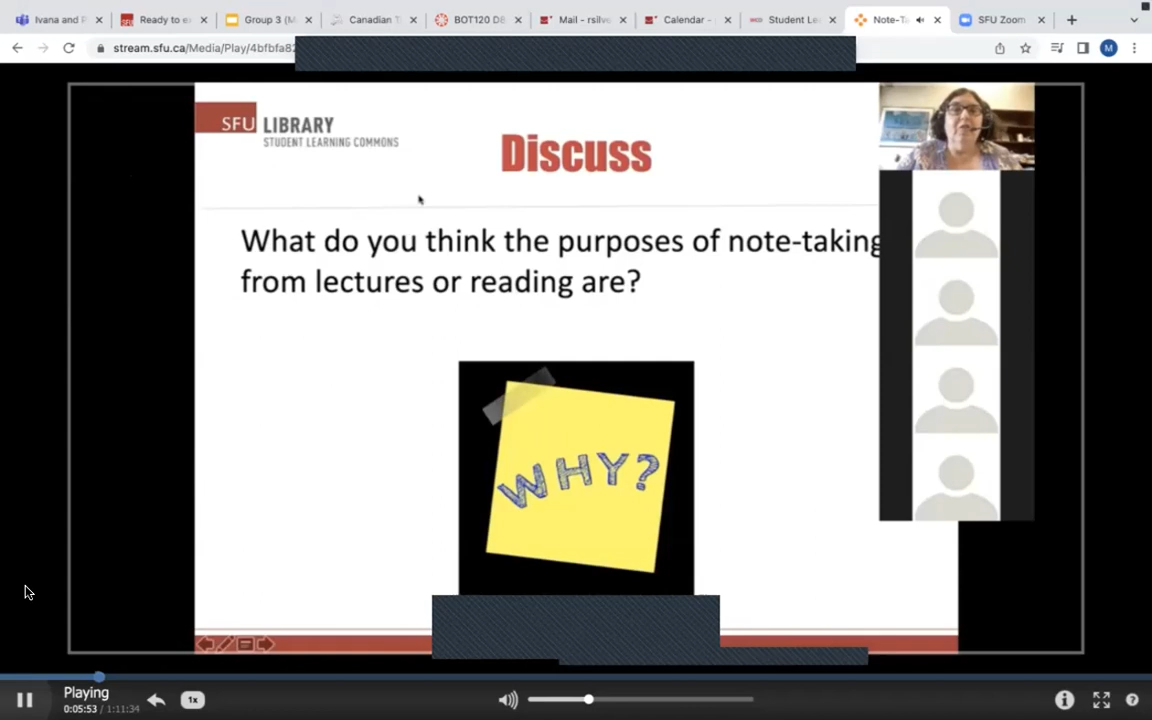 Ivana and
Ready to e
Group 3 (M
Canadian T
BOT120 D
Mail - rsilve
Calendar -
Student Le
Note-Ta
SFU Zoom
stream.sfu.ca/Media/Play/4bfbfa82
M
SFU LIBRARY
STUDENT LEARNING COMMONS
Discuss
What do you think the purposes of note-taking
from lectures or reading are?
WHY?
Playing
0:05:53 / 1:11:34
1x